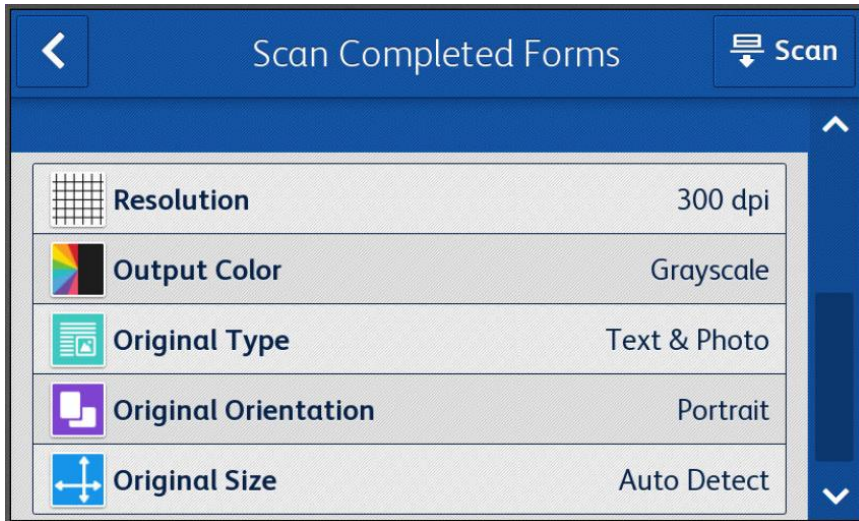 Scan Completed Forms
Scan
Resolution 300 dpi
Output Color Grayscale
Original Type Text & Photo
Original Orientation Portrait
Original Size Auto Detect